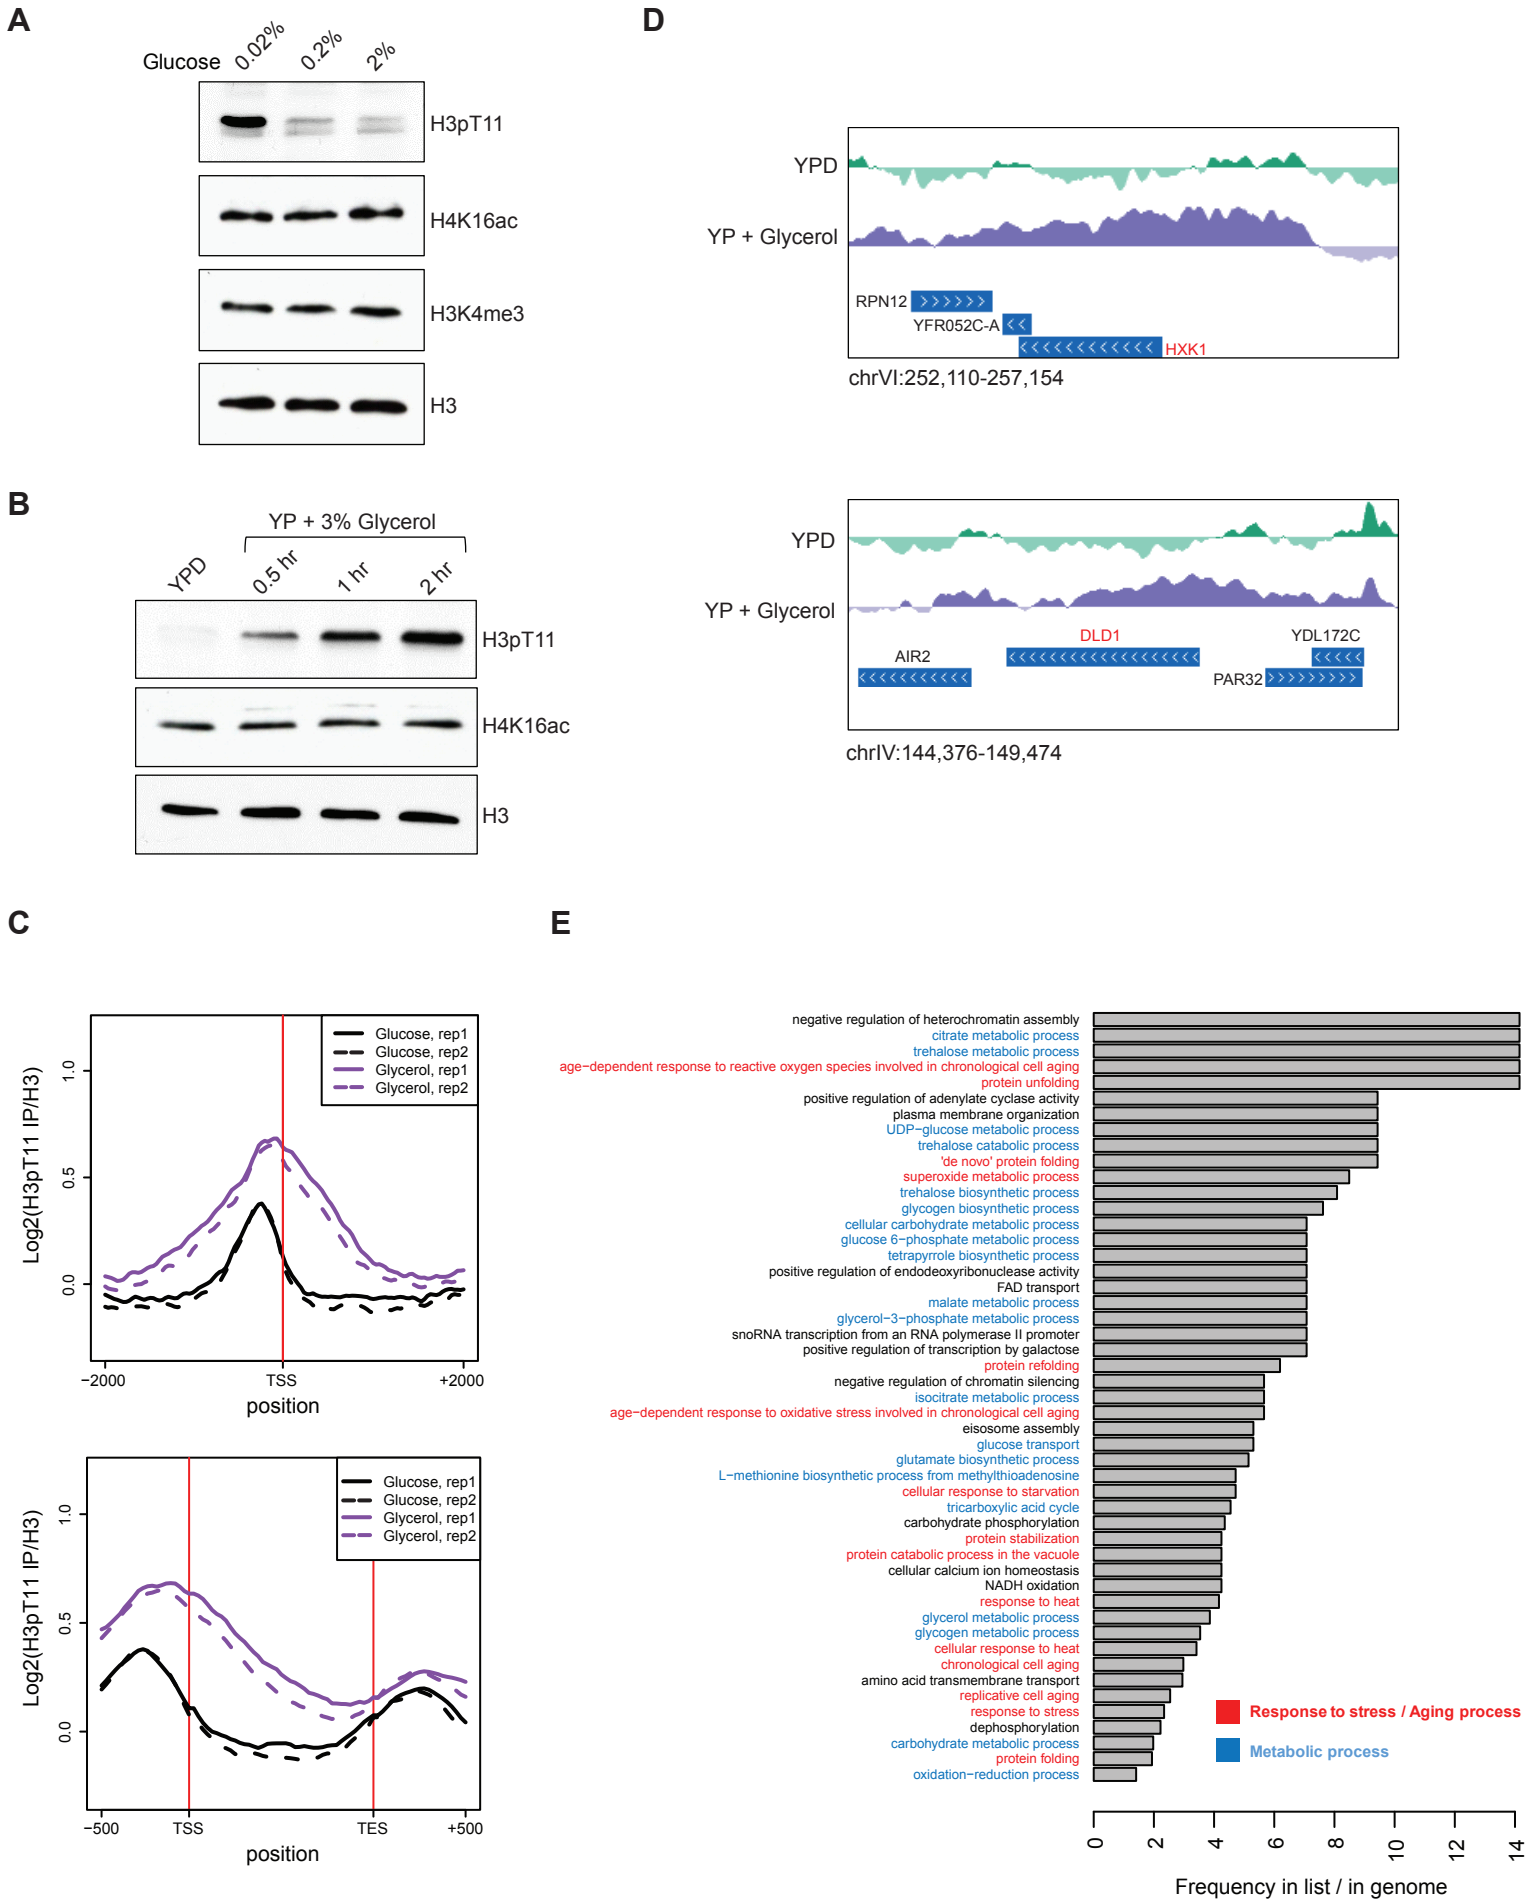 A
Glucose 0.02% 0.2% 2%
H3pT11
H4K16ac
H3K4me3
H3
B
YP + 3% Glycerol
YPD 0.5 hr 1 hr 2 hr
H3pT11
H4K16ac
H3
C
Log2(H3pT11 IP/H3)
0.0 0.5 1.0
Glucose, rep1
Glucose, rep2
Glycerol, rep1
Glycerol, rep2
−2000 TSS +2000
position
Log2(H3pT11 IP/H3)
0.0 0.5 1.0
Glucose, rep1
Glucose, rep2
Glycerol, rep1
Glycerol, rep2
−500 TSS TES +500
position
D
YPD
YP + Glycerol
RPN12
YFR052C-A
HXK1
chrVI:252,110-257,154
YPD
YP + Glycerol
DLD1 YDL172C
AIR2
PAR32
chrIV:144,376-149,474
E
negative regulation of heterochromatin assembly
citrate metabolic process
trehalose metabolic process
age−dependent response to reactive oxygen species involved in chronological cell aging
protein unfolding
positive regulation of adenylate cyclase activity
plasma membrane organization
UDP−glucose metabolic process
trehalose catabolic process
'de novo' protein folding
superoxide metabolic process
trehalose biosynthetic process
glycogen biosynthetic process
cellular carbohydrate metabolic process
glucose 6−phosphate metabolic process
tetrapyrrole biosynthetic process
positive regulation of endodeoxyribonuclease activity
FAD transport
malate metabolic process
glycerol−3−phosphate metabolic process
snoRNA transcription from an RNA polymerase II promoter
positive regulation of transcription by galactose
protein refolding
negative regulation of chromatin silencing
isocitrate metabolic process
age−dependent response to oxidative stress involved in chronological cell aging
eisosome assembly
glucose transport
glutamate biosynthetic process
L−methionine biosynthetic process from methylthioadenosine
cellular response to starvation
tricarboxylic acid cycle
carbohydrate phosphorylation
protein stabilization
protein catabolic process in the vacuole
cellular calcium ion homeostasis
NADH oxidation
response to heat
glycerol metabolic process
glycogen metabolic process
cellular response to heat
chronological cell aging
amino acid transmembrane transport
replicative cell aging
response to stress
dephosphorylation
carbohydrate metabolic process
protein folding
oxidation−reduction process
Response to stress / Aging process
Metabolic process
0 2 4 6 8 10 12 14
Frequency in list / in genome